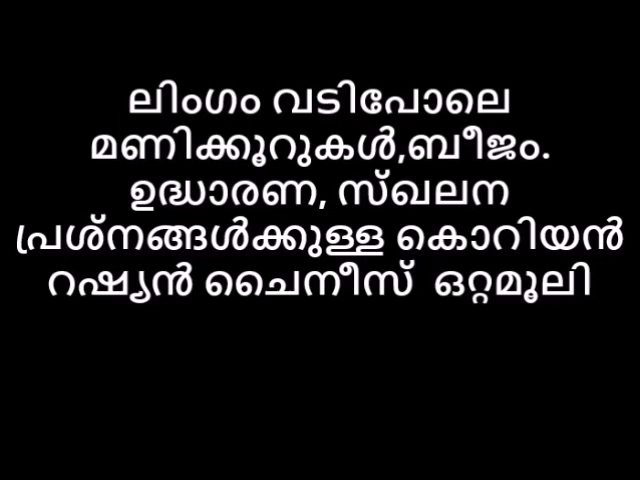 ലിംഗം വടിപോലെ
മണിക്കൂറുകൾ,ബീജം.
ഉദ്ധാരണ, സ്ഖലന
പ്രശ്നങ്ങൾക്കുള്ള കൊറിയൻ
റഷ്യൻ ചൈനീസ് ഒറ്റമൂലി